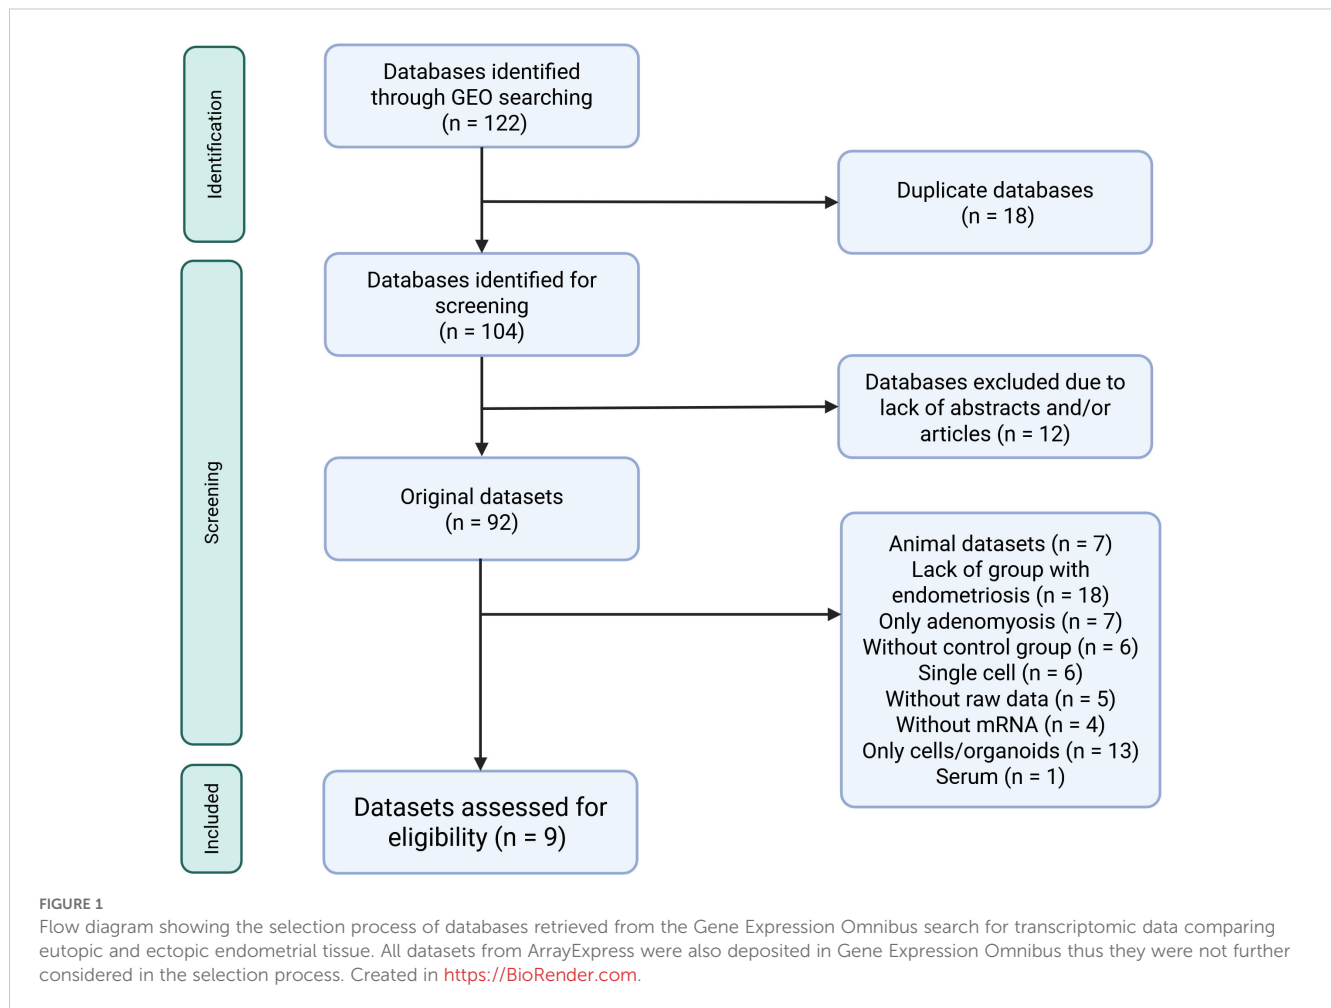 Identification
Databases identified
through GEO searching
(n = 122)
Duplicate databases
(n = 18)
Screening
Databases identified for
screening
(n = 104)
Databases excluded due to
lack of abstracts and/or
articles (n = 12)
Original datasets
(n = 92)
Animal datasets (n = 7)
Lack of group with
endometriosis (n = 18)
Only adenomyosis (n = 7)
Without control group (n = 6)
Single cell (n = 6)
Without raw data (n = 5)
Without mRNA (n = 4)
Only cells/organoids (n = 13)
Serum (n = 1)
Included
Datasets assessed for
eligibility (n = 9)
FIGURE 1
Flow diagram showing the selection process of databases retrieved from the Gene Expression Omnibus search for transcriptomic data comparing
eutopic and ectopic endometrial tissue. All datasets from ArrayExpress were also deposited in Gene Expression Omnibus thus they were not further
considered in the selection process. Created in https://BioRender.com.